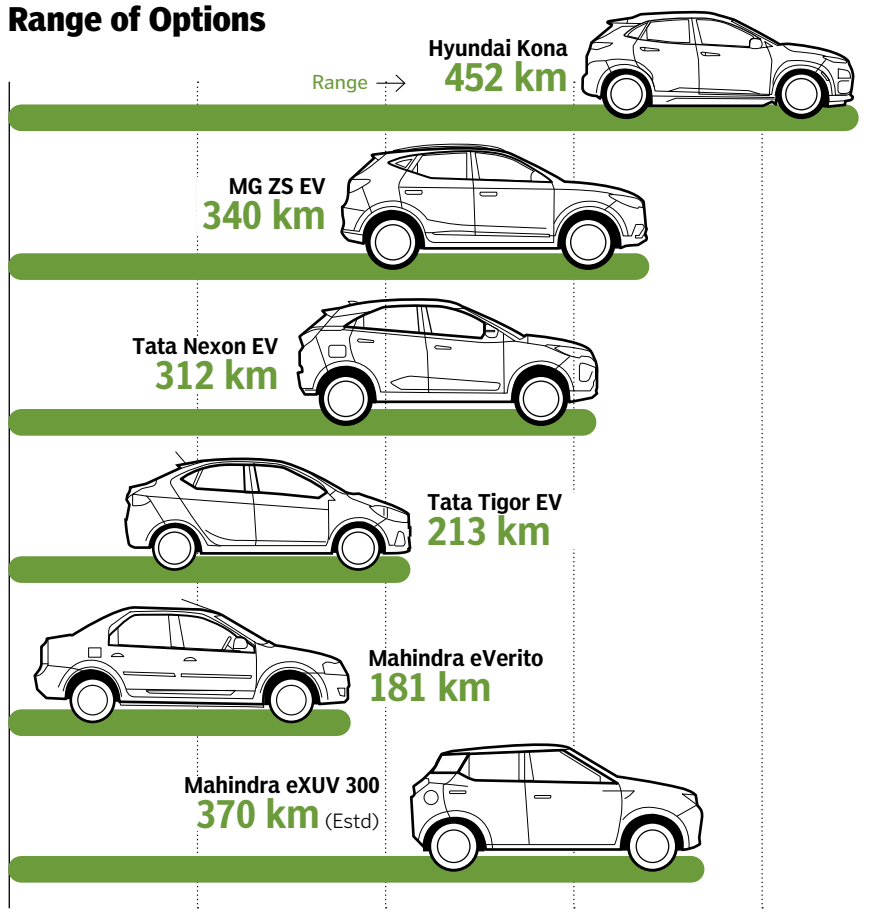 Range of Options
Range →
Hyundai Kona
452 km
MG ZS EV
340 km
Tata Nexon EV
312 km
Tata Tigor EV
213 km
Mahindra eVerito
181 km
Mahindra eXUV 300
370 km (Estd)